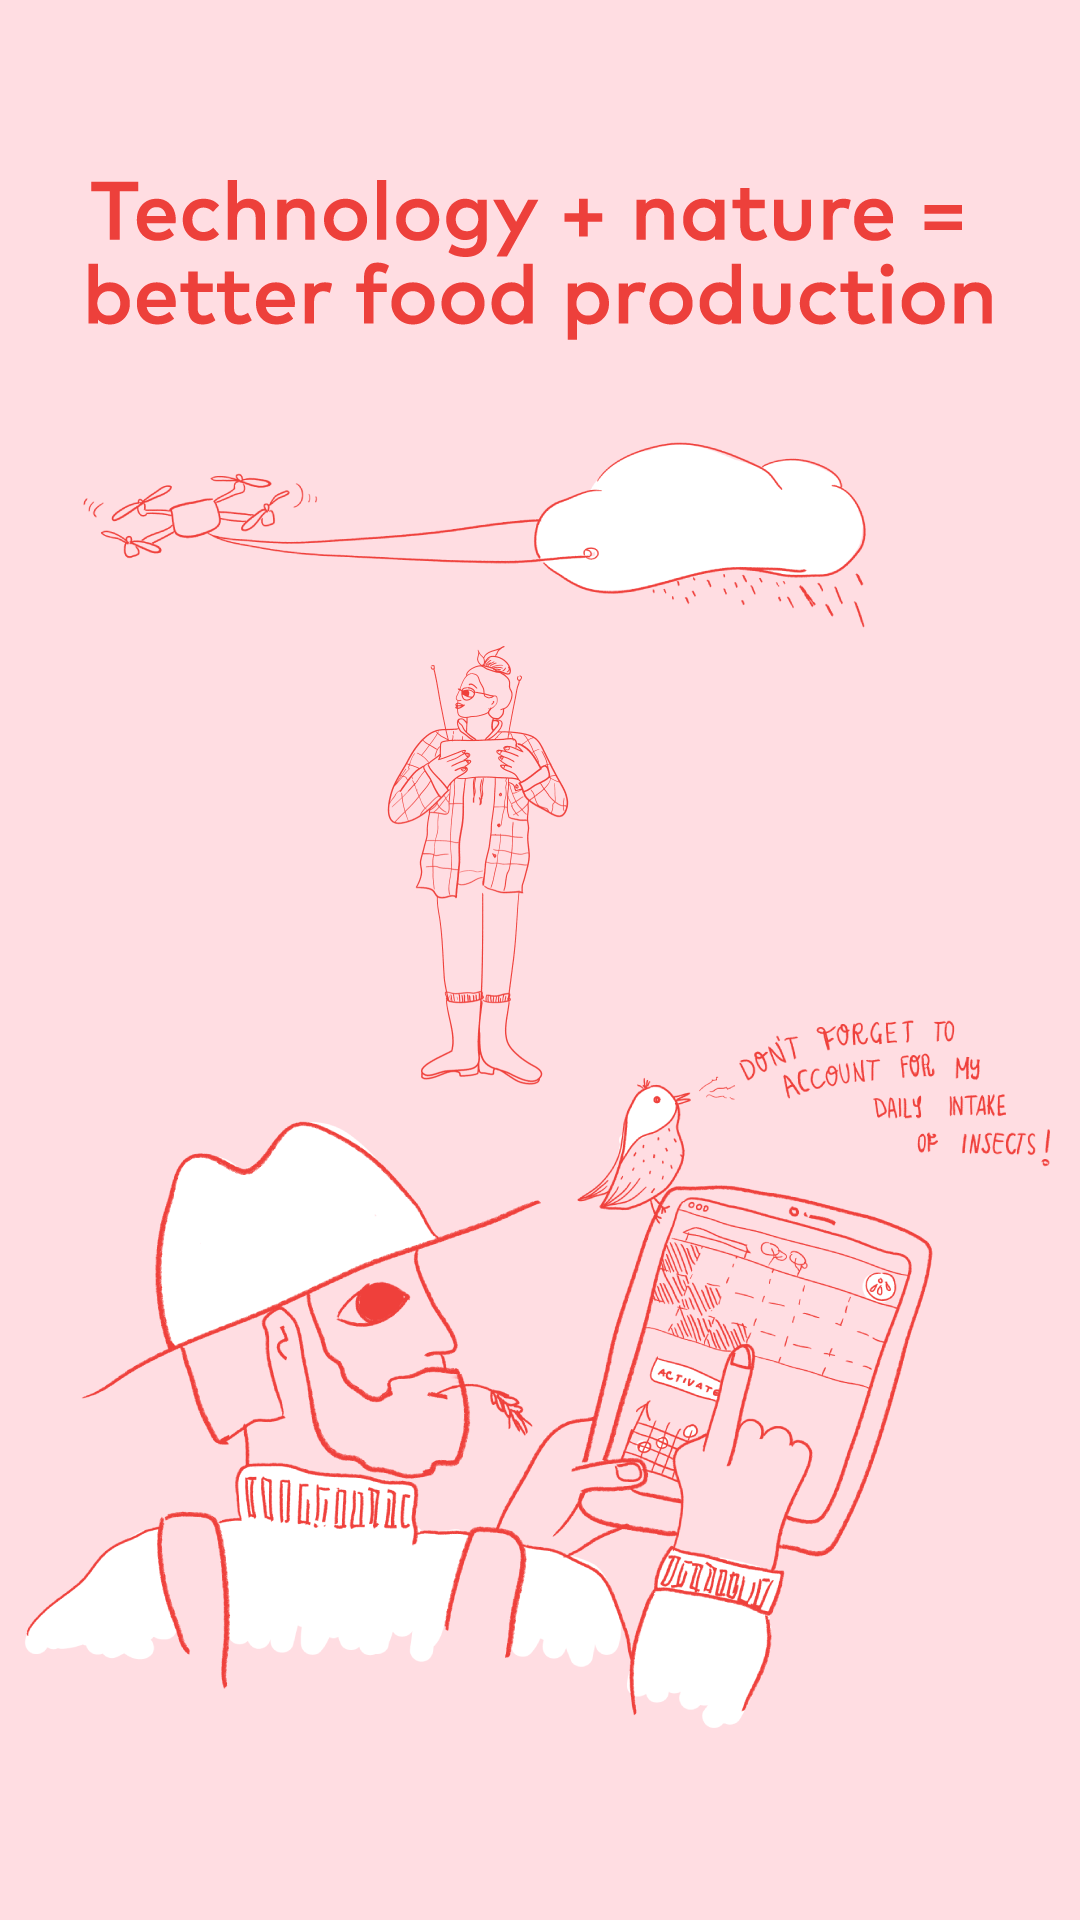 Technology + nature =
better food production
DON'T FORGET TO
ACCOUNT FOR MY
DAILY INTAKE
OF INSECTS!
ACTIVATE